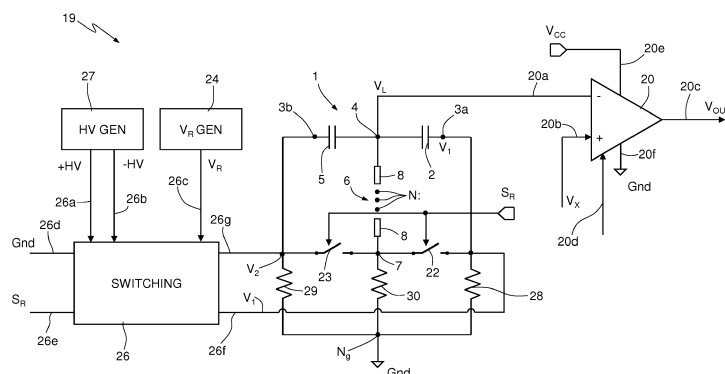 19
27
24
HV GEN
V_R GEN
+HV
-HV
V_R
26a
26b
26c
26d
26g
Gnd
SWITCHING
S_R
26e
26
26f
V_1
V_2
1
V_L
4
3b
3a
5
2
V_1
8
6
N:
S_R
8
23
7
22
29
30
28
N_g
Gnd
V_CC
20e
20a
20
20c
-
+
V_OU
20b
20f
Gnd
V_X
20d